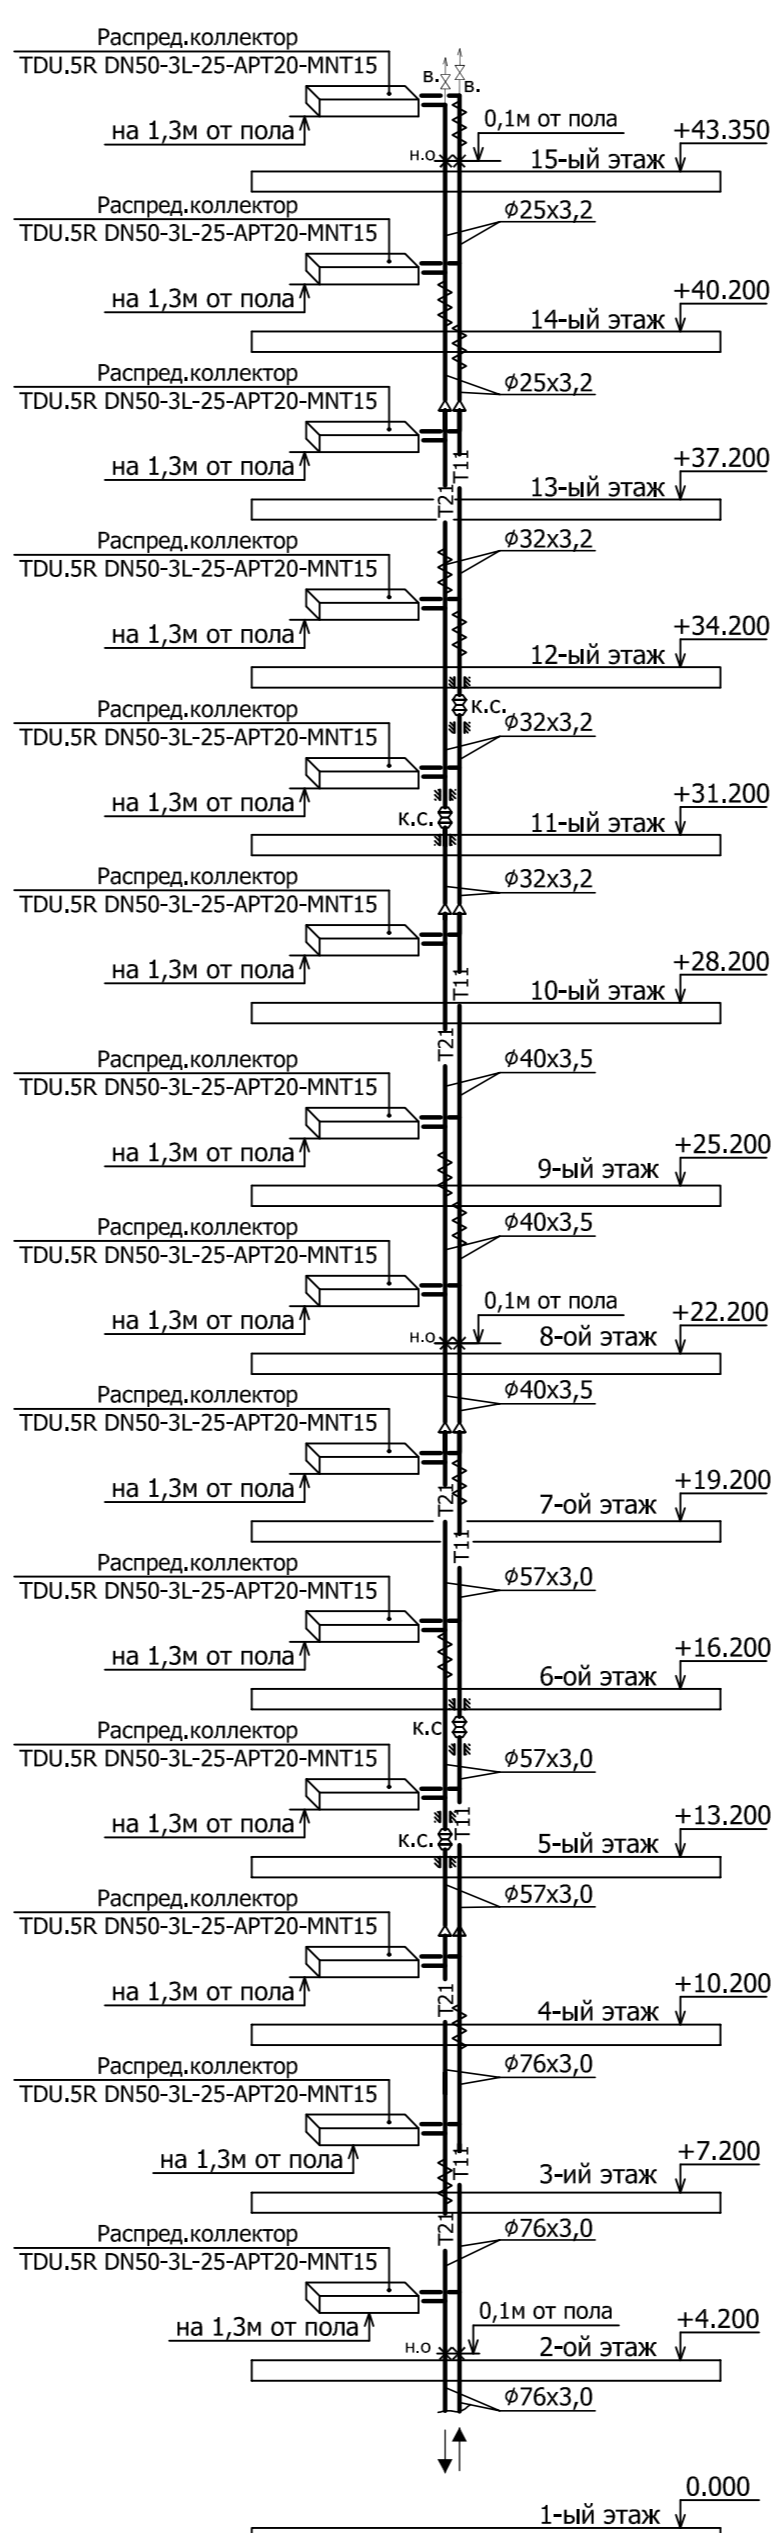 Распред.коллектор
TDU.5R DN50-3L-25-APT20-MNT15
в.
в.
на 1,3м от пола
0,1м от пола
+43.350
н.о
15-ый этаж
Распред.коллектор
ϕ25x3,2
TDU.5R DN50-3L-25-APT20-MNT15
на 1,3м от пола
+40.200
14-ый этаж
Распред.коллектор
ϕ25x3,2
TDU.5R DN50-3L-25-APT20-MNT15
на 1,3м от пола
T11
+37.200
T21
13-ый этаж
Распред.коллектор
ϕ32x3,2
TDU.5R DN50-3L-25-APT20-MNT15
на 1,3м от пола
+34.200
12-ый этаж
к.с.
Распред.коллектор
ϕ32x3,2
TDU.5R DN50-3L-25-APT20-MNT15
на 1,3м от пола
+31.200
к.с.
11-ый этаж
Распред.коллектор
ϕ32x3,2
TDU.5R DN50-3L-25-APT20-MNT15
на 1,3м от пола
+28.200
T11
10-ый этаж
T21
Распред.коллектор
ϕ40x3,5
TDU.5R DN50-3L-25-APT20-MNT15
на 1,3м от пола
+25.200
9-ый этаж
Распред.коллектор
ϕ40x3,5
TDU.5R DN50-3L-25-APT20-MNT15
на 1,3м от пола
0,1м от пола
+22.200
н.о
8-ой этаж
Распред.коллектор
ϕ40x3,5
TDU.5R DN50-3L-25-APT20-MNT15
на 1,3м от пола
+19.200
T21
7-ой этаж
T11
Распред.коллектор
ϕ57x3,0
TDU.5R DN50-3L-25-APT20-MNT15
на 1,3м от пола
+16.200
6-ой этаж
к.с
Распред.коллектор
ϕ57x3,0
TDU.5R DN50-3L-25-APT20-MNT15
на 1,3м от пола
+13.200
T11
к.с.
5-ый этаж
Распред.коллектор
ϕ57x3,0
TDU.5R DN50-3L-25-APT20-MNT15
на 1,3м от пола
+10.200
T21
4-ый этаж
Распред.коллектор
ϕ76x3,0
TDU.5R DN50-3L-25-APT20-MNT15
на 1,3м от пола
+7.200
T11
3-ий этаж
T21
Распред.коллектор
ϕ76x3,0
TDU.5R DN50-3L-25-APT20-MNT15
на 1,3м от пола
0,1м от пола
+4.200
н.о
2-ой этаж
ϕ76x3,0
0.000
1-ый этаж